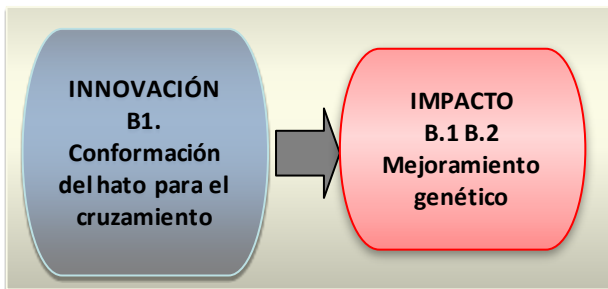 INNOVACIÓN
B1.
Conformación
del hato para el
cruzamiento
IMPACTO
B.1 B.2
Mejoramiento
genético